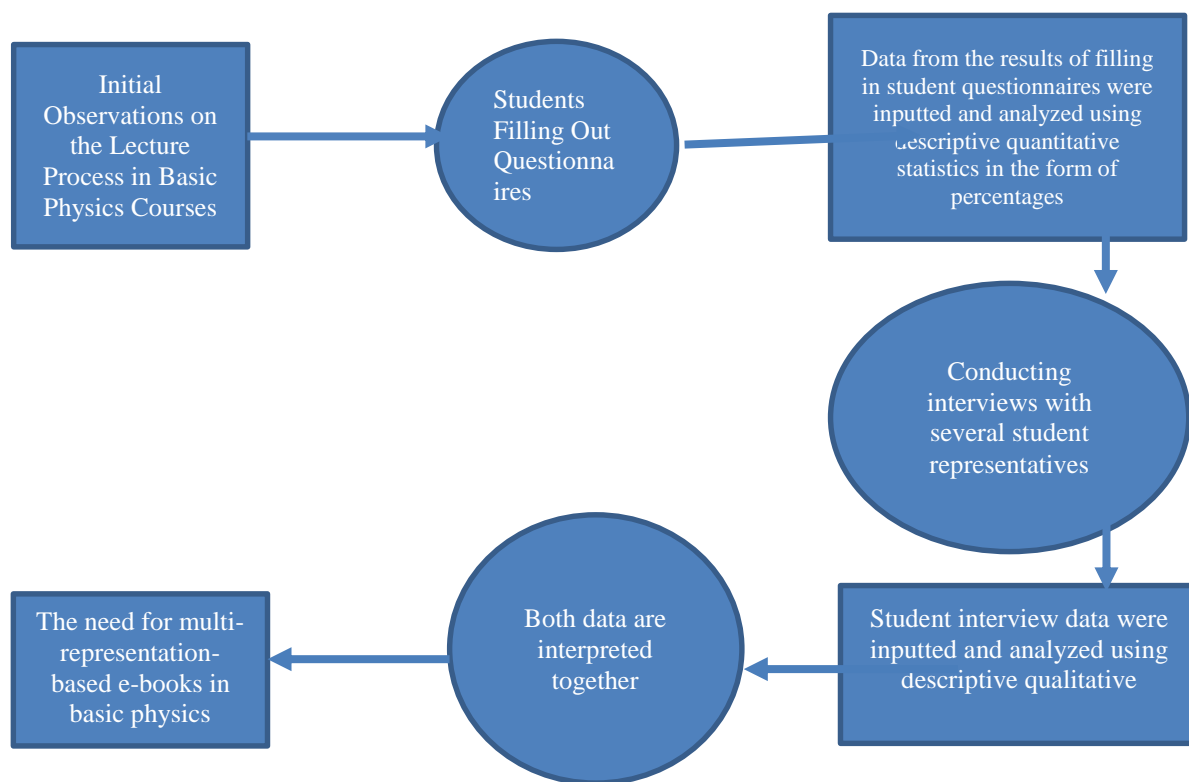 Initial
Observations on
the Lecture
Process in Basic
Physics Courses
Students
Filling Out
Questionna
ires
Data from the results of filling
in student questionnaires were
inputted and analyzed using
descriptive quantitative
statistics in the form of
percentages
Conducting
interviews with
several student
representatives
Student interview data were
inputted and analyzed using
descriptive qualitative
Both data are
interpreted
together
The need for multi-
representation-
based e-books in
basic physics